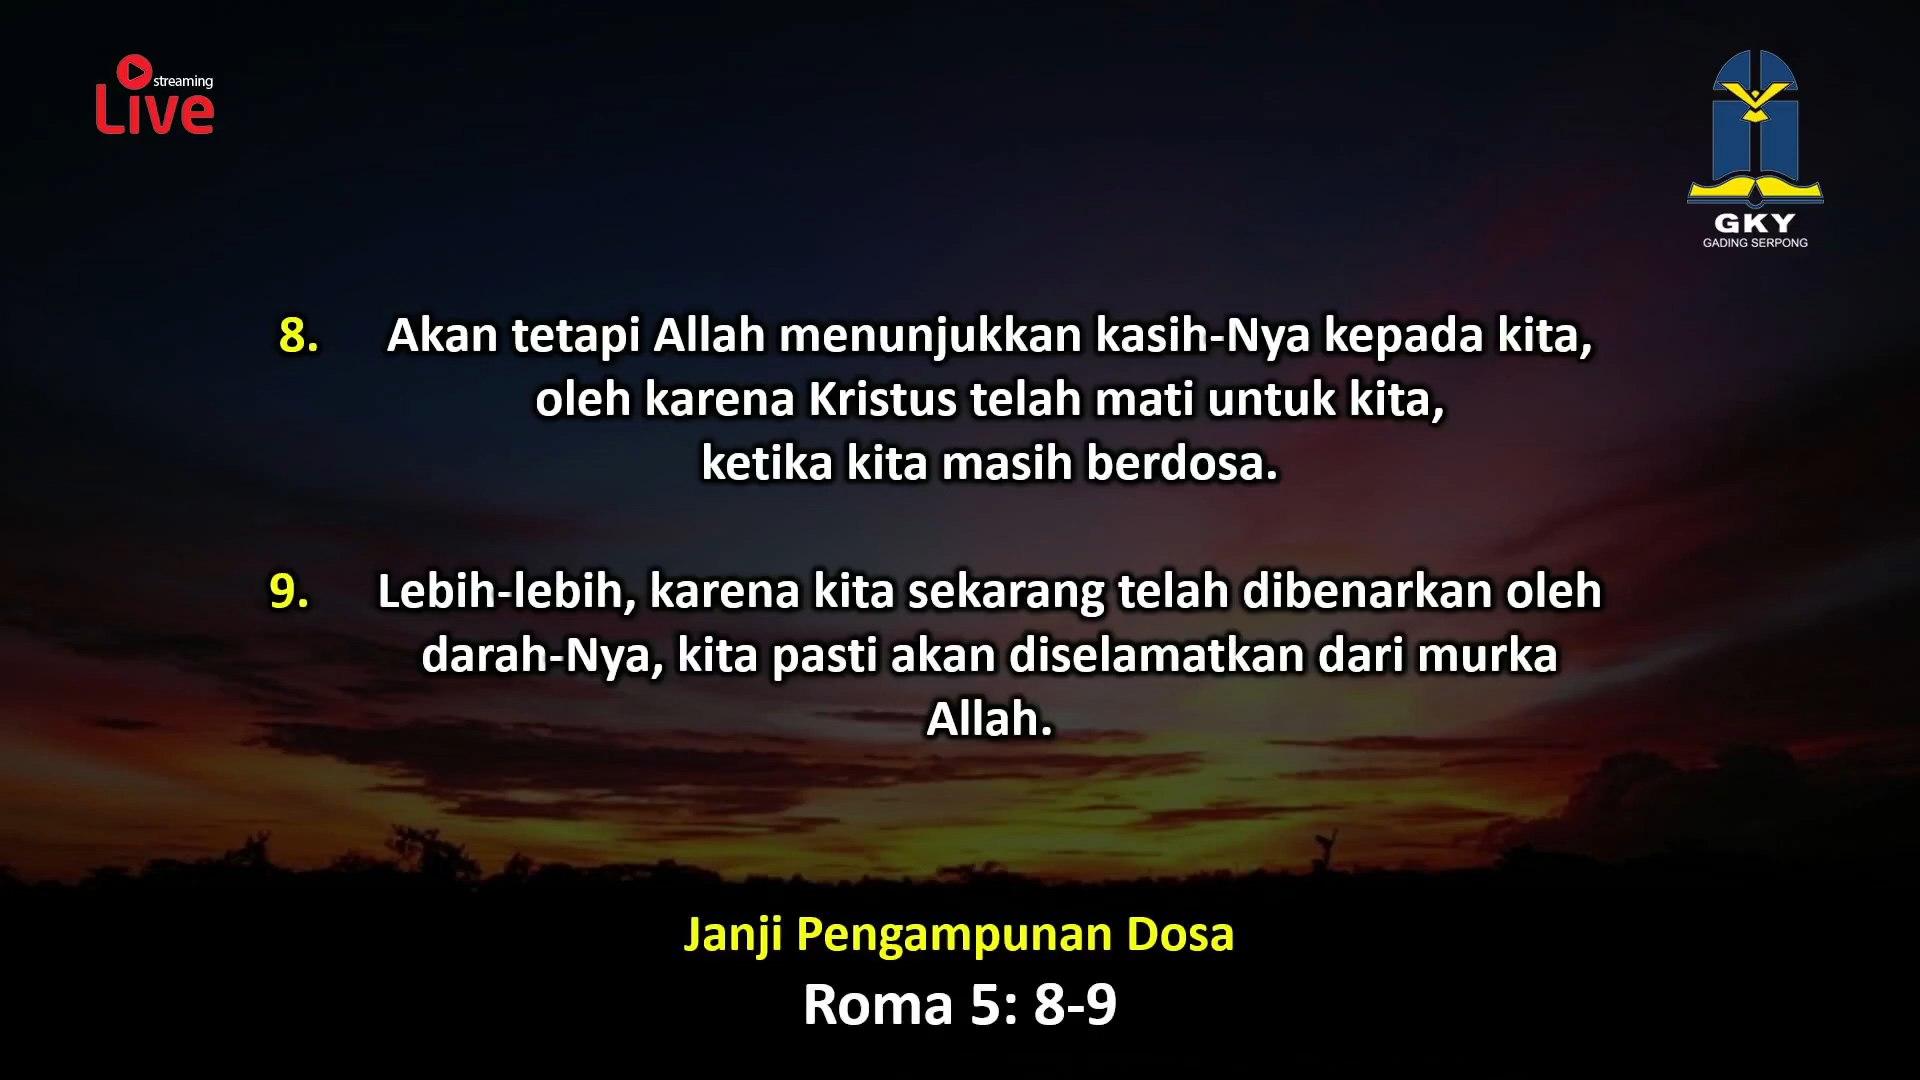 streaming
Live
GKY
GADING SERPONG
8. Akan tetapi Allah menunjukkan kasih-Nya kepada kita,
oleh karena Kristus telah mati untuk kita,
ketika kita masih berdosa.
9. Lebih-lebih, karena kita sekarang telah dibenarkan oleh
darah-Nya, kita pasti akan diselamatkan dari murka
Allah.
Janji Pengampunan Dosa
Roma 5: 8-9